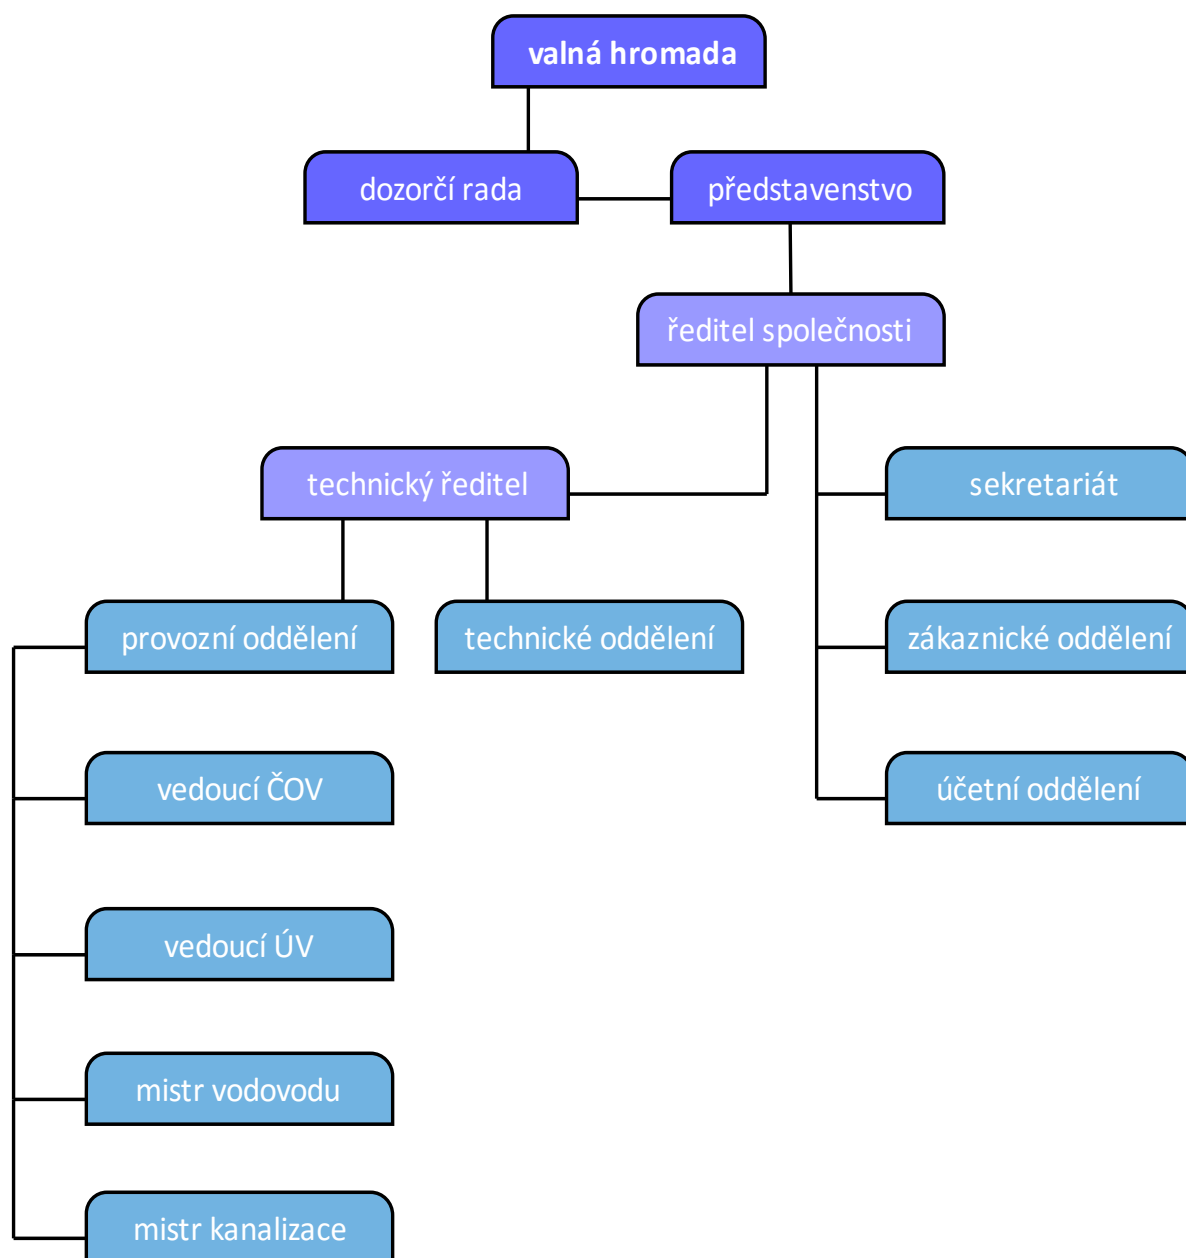 valná hromada
dozorčí rada
představenstvo
ředitel společnosti
technický ředitel
sekretariát
provozní oddělení
technické oddělení
zákaznické oddělení
vedoucí ČOV
účetní oddělení
vedoucí ÚV
mistr vodovodu
mistr kanalizace